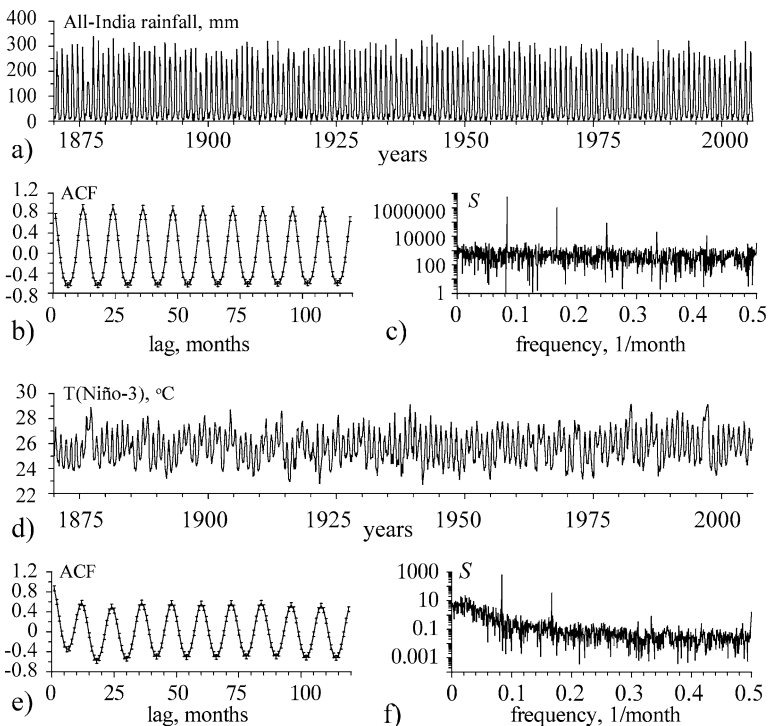 All-India rainfall, mm
400
300
200
100
0
1875 1900 1925 1950 1975 2000
a) years
ACF
1.2
0.8
0.4
0.0
-0.4
-0.8
0 25 50 75 100
b) lag, months
S
1000000
10000
100
1
0 0.1 0.2 0.3 0.4 0.5
c) frequency, 1/month
T(Niño-3), °C
30
28
26
24
22
1875 1900 1925 1950 1975 2000
d) years
ACF
1.2
0.8
0.4
0
-0.4
-0.8
0 25 50 75 100
e) lag, months
S
1000
10
0.1
0.001
0 0.1 0.2 0.3 0.4 0.5
f) frequency, 1/month